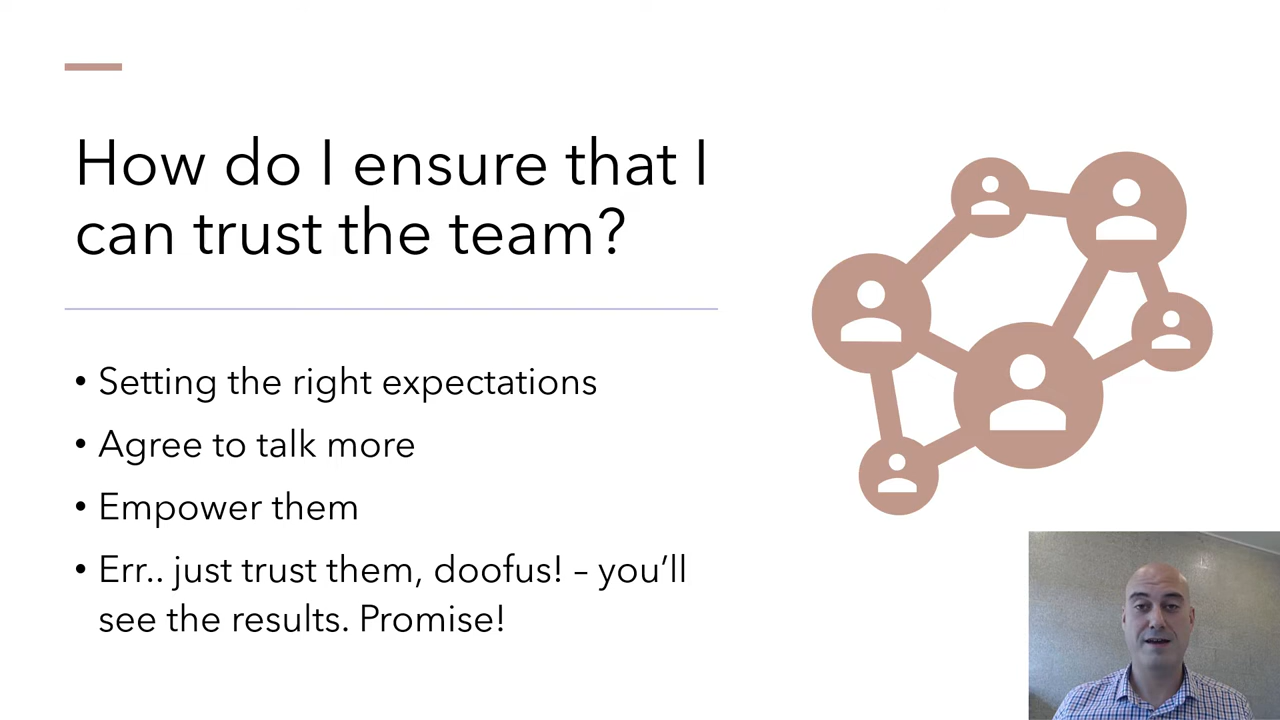 How do I ensure that I
can trust the team?
• Setting the right expectations
• Agree to talk more
• Empower them
• Err.. just trust them, doofus! – you’ll
see the results. Promise!